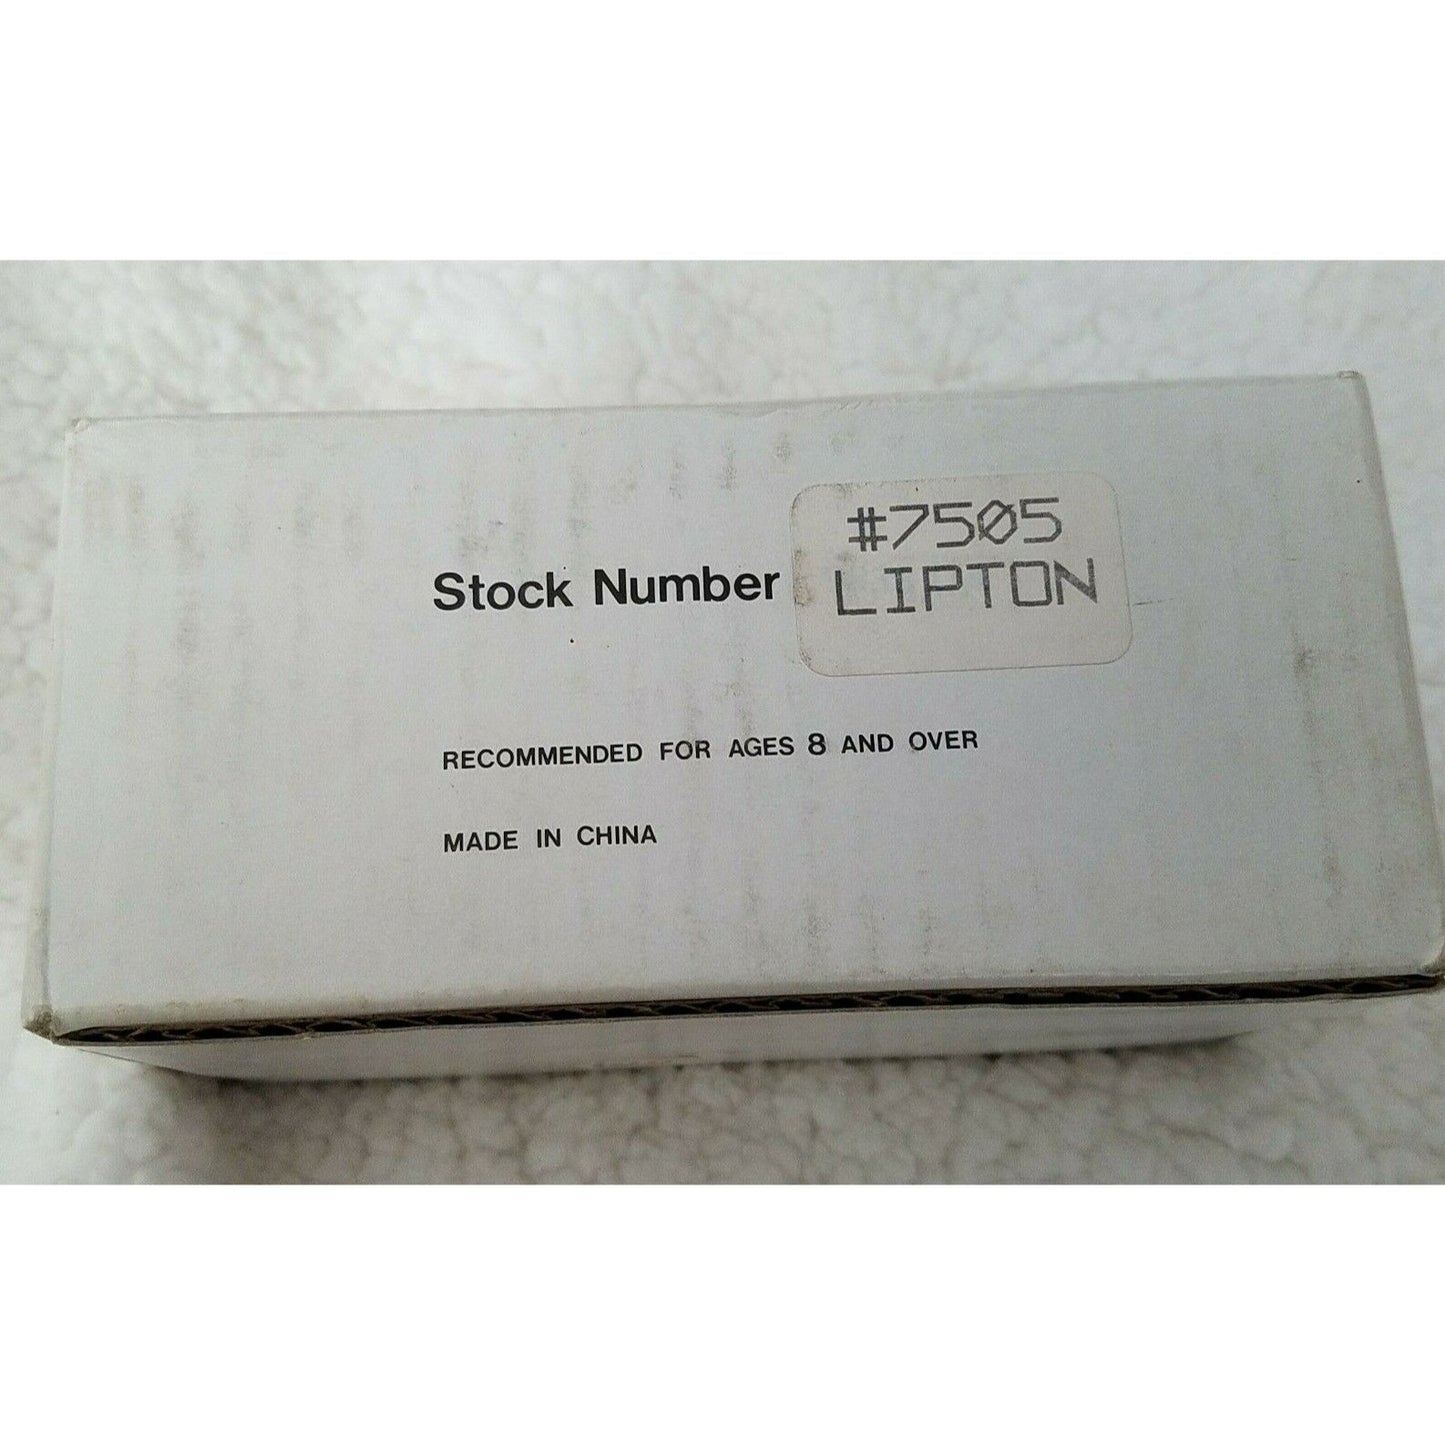 #7505
Stock Number LIPTON
RECOMMENDED FOR AGES 8 AND OVER
MADE IN CHINA